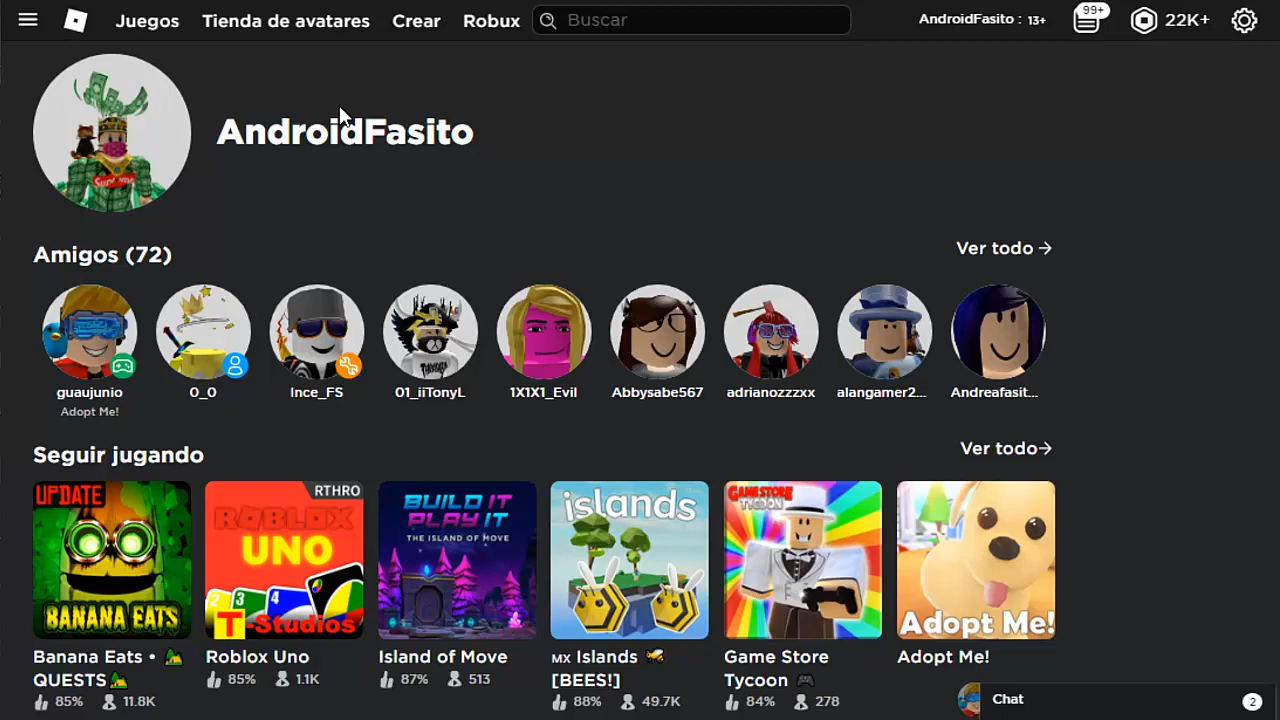 Juegos Tienda de avatares Crear Robux Buscar AndroidFasito : 13+ 99+ 22K+
AndroidFasito
Supreme
Amigos (72) Ver todo →
guaujunio 0_0 Ince_FS 01_iiTonyL 1X1X1_Evil Abbysabe567 adrianozzzxx alangamer2... Andreafasit...
Adopt Me!
Seguir jugando Ver todo→
UPDATE
BANANA EATS
RTHRO
ROBLOX
UNO
2 3 4
T-Studios
BUILD IT
PLAY IT
THE ISLAND OF MOVE
islands
GAME STORE
TYCOON
Adopt Me!
Banana Eats • 🏕️
QUESTS🏕️
85% 11.8K
Roblox Uno
85% 1.1K
Island of Move
87% 513
MX Islands 🐝
[BEES!]
88% 49.7K
Game Store
Tycoon 🎮
84% 278
Adopt Me!
Chat 2